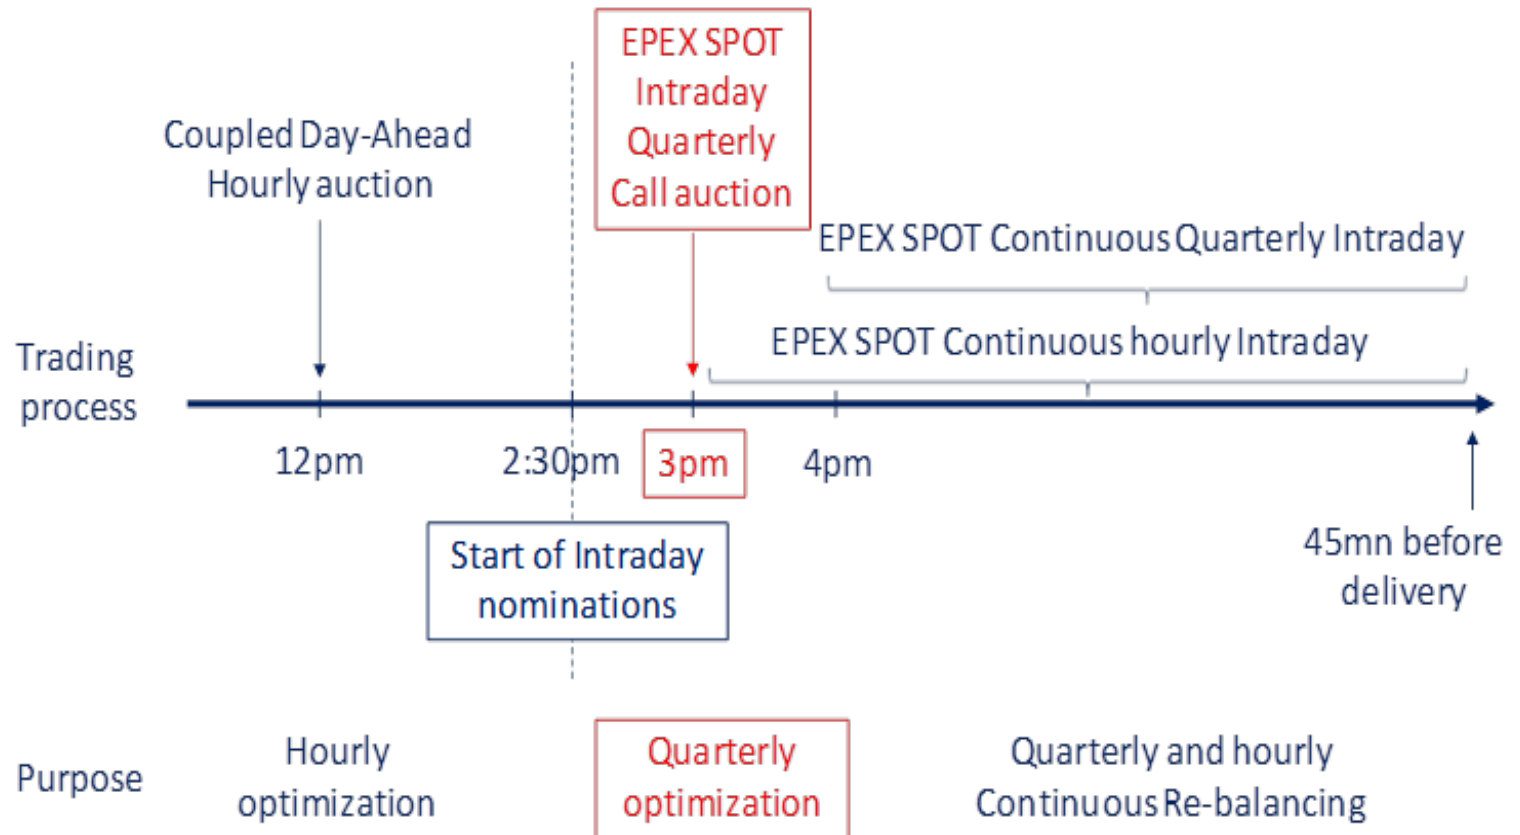 EPEX SPOT
Intraday
Quarterly
Call auction
Coupled Day-Ahead
Hourly auction
EPEX SPOT Continuous Quarterly Intraday
EPEX SPOT Continuous hourly Intraday
Trading
process
12pm
2:30pm
3pm
4pm
Start of Intraday
nominations
45mn before
delivery
Purpose
Hourly
optimization
Quarterly
optimization
Quarterly and hourly
Continuous Re-balancing